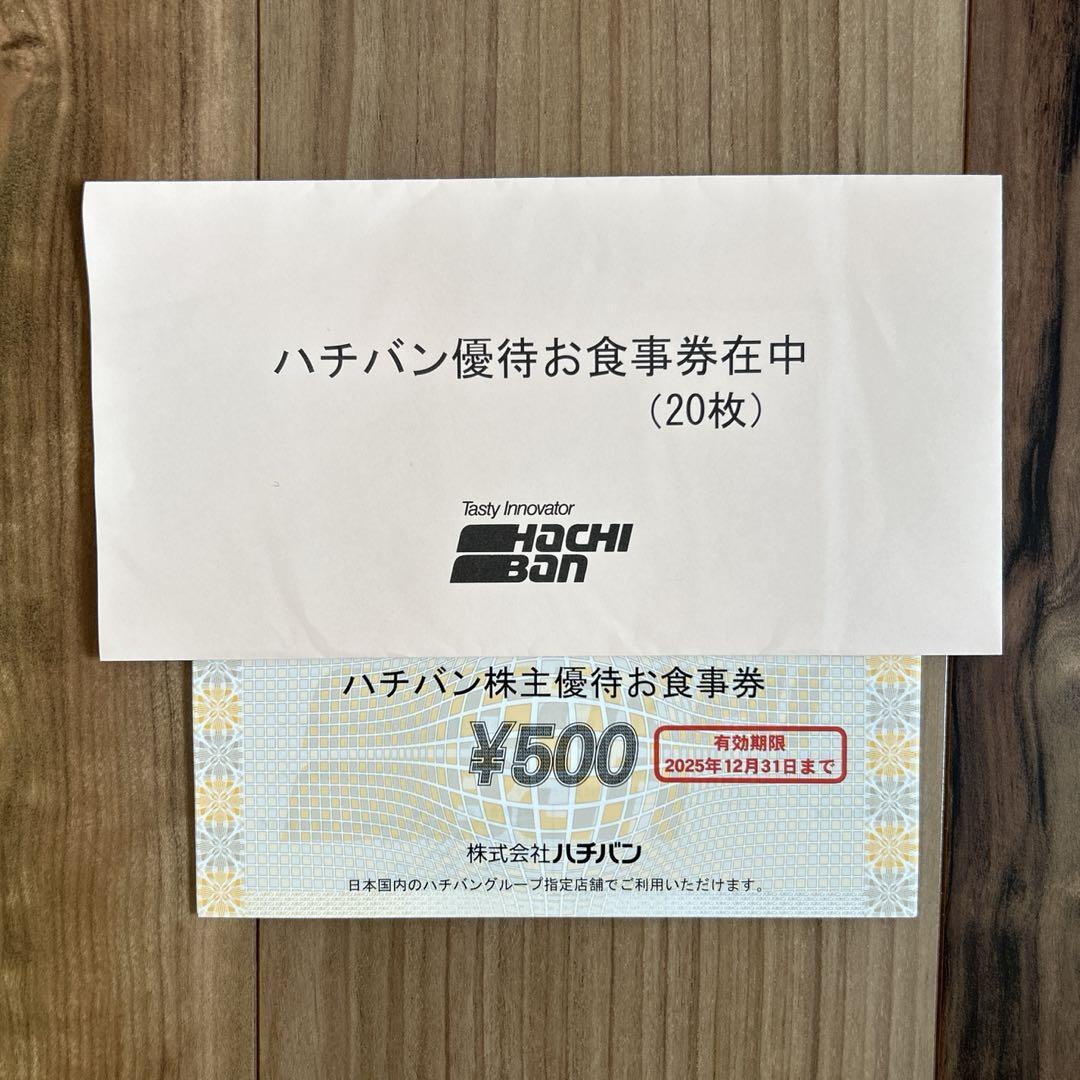 ハチバン優待お食事券在中
（20枚）
Tasty Innovator
HACHI
BAN
ハチバン株主優待お食事券
¥500
有効期限
2025年12月31日まで
株式会社ハチバン
日本国内のハチバングループ指定店舗でご利用いただけます。